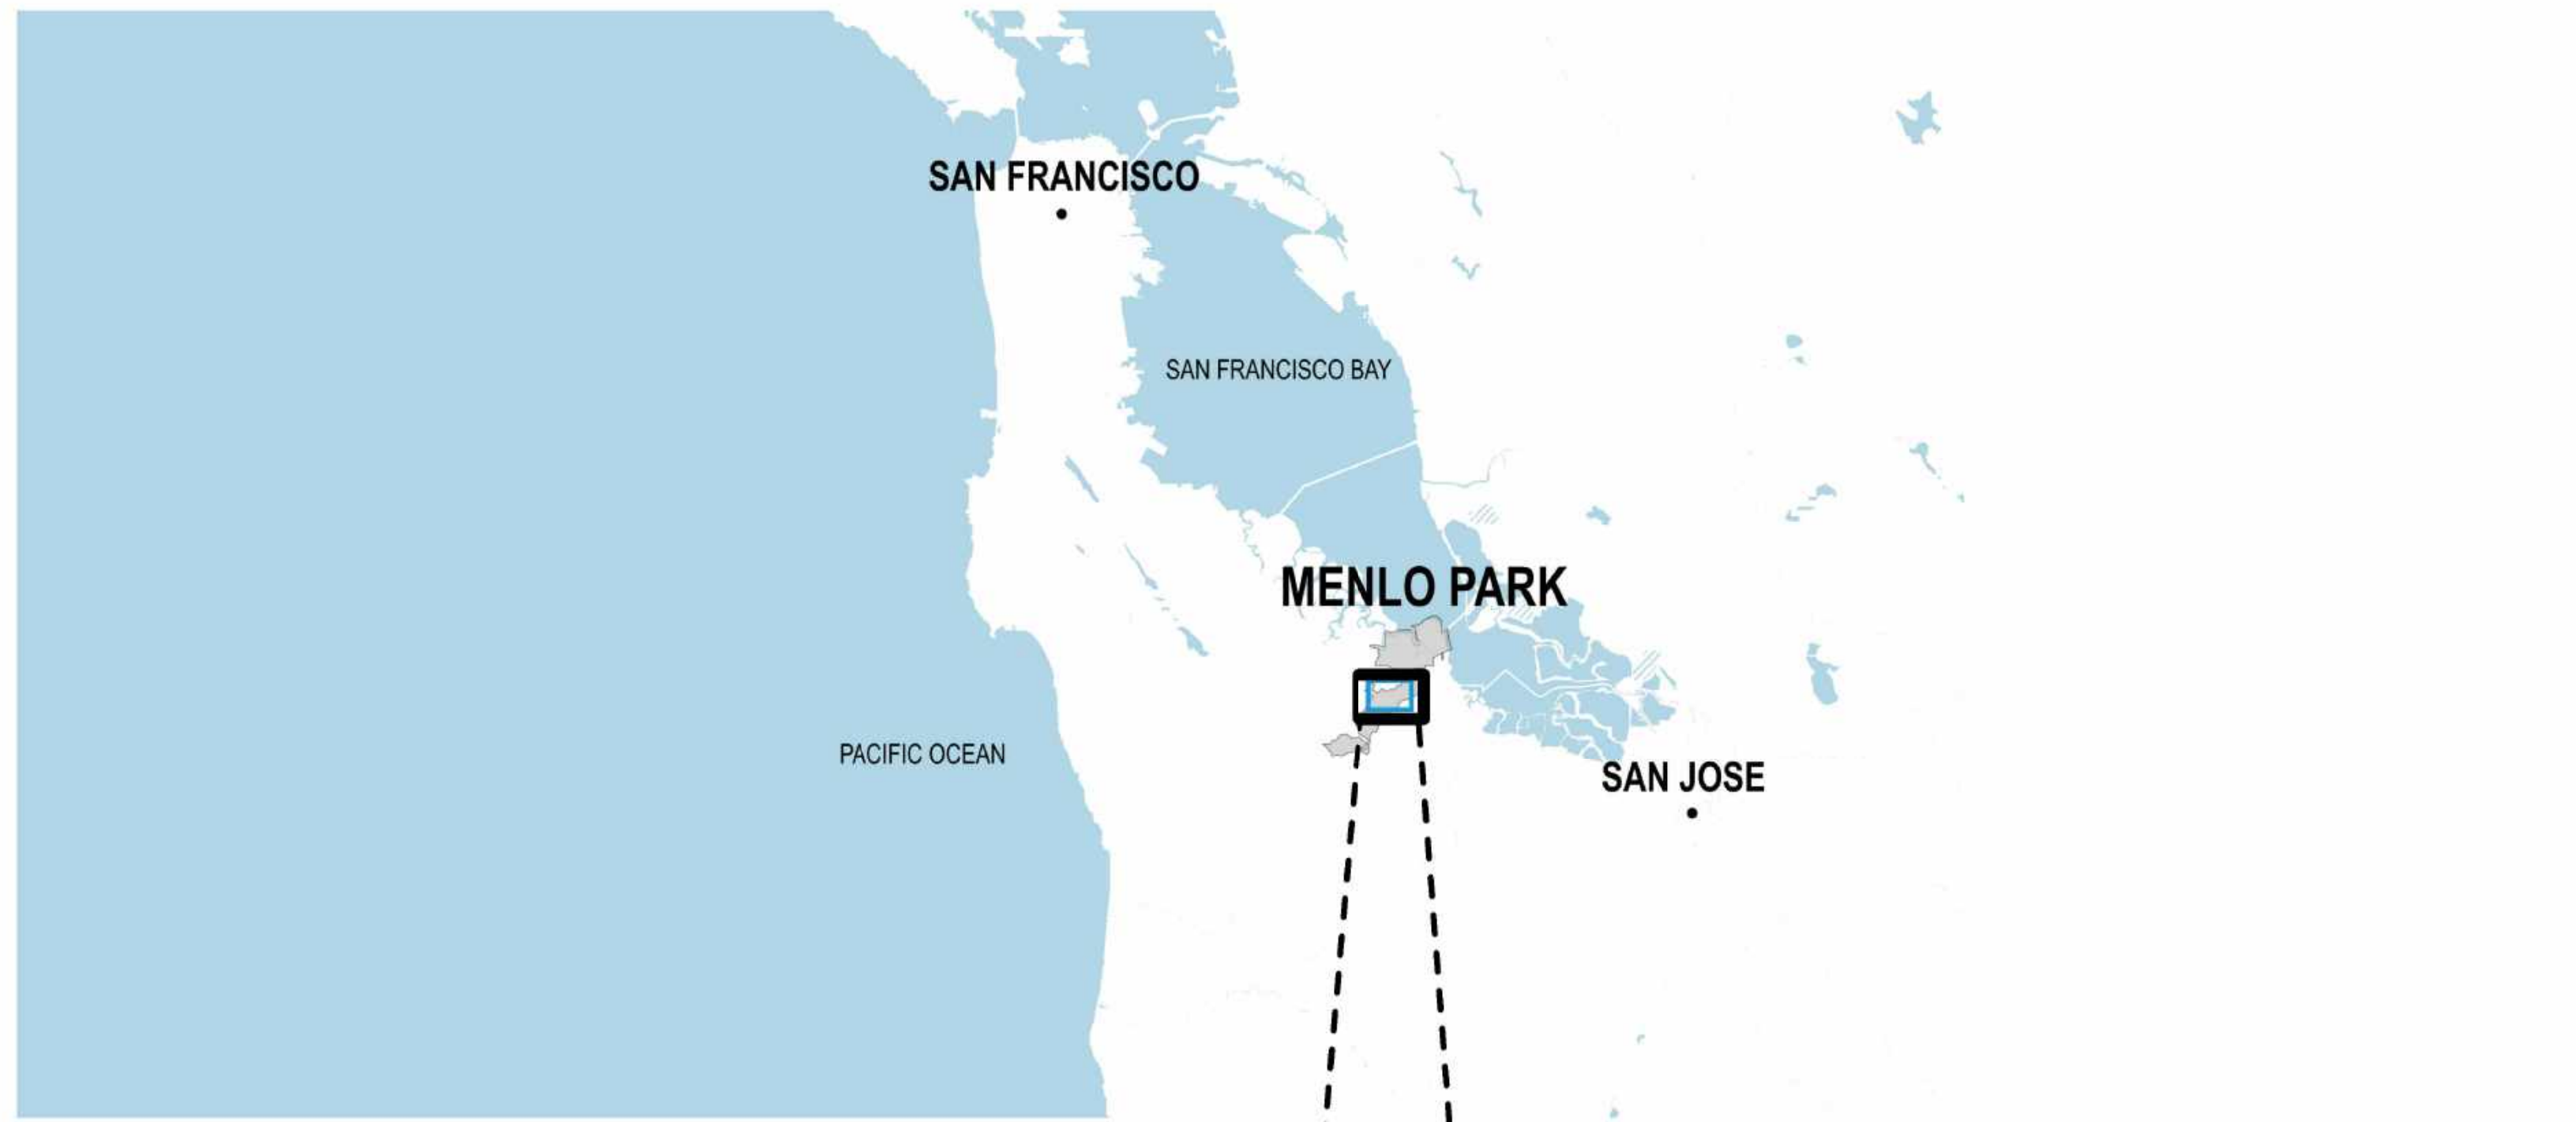 SAN FRANCISCO
SAN FRANCISCO BAY
MENLO PARK
PACIFIC OCEAN
SAN JOSE